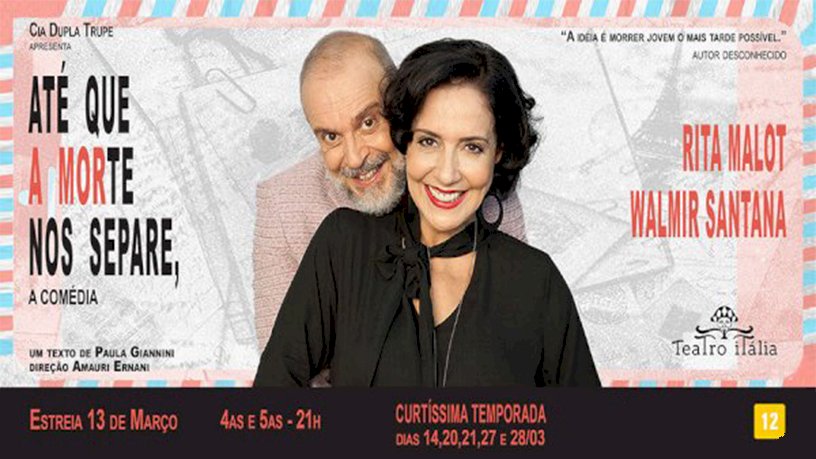 Cia Dupla Trupe
APRESENTA
ATÉ QUE
A MORTE
NOS SEPARE,
A COMÉDIA
UM TEXTO DE PAULA GIANNINI
DIREÇÃO AMAURI ERNANI
"A IDÉIA É MORRER JOVEM O MAIS TARDE POSSÍVEL."
AUTOR DESCONHECIDO
RITA MALOT
WALMIR SANTANA
Teatro itália
ESTREIA 13 DE MARÇO
4AS E 5AS - 21H
CURTÍSSIMA TEMPORADA
DIAS 14,20,21,27 E 28/03
12